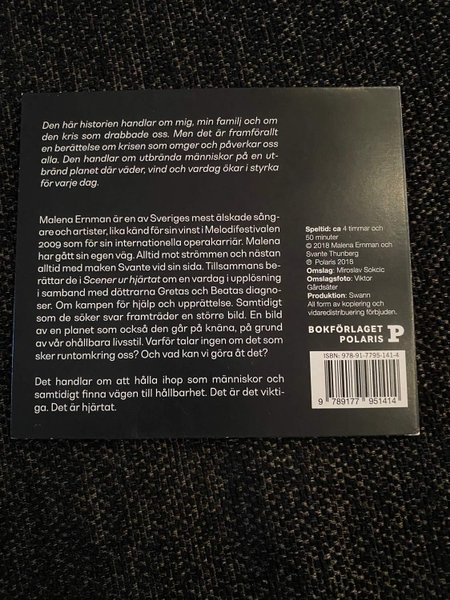 Den här historien handlar om mig, min familj och om
den kris som drabbade oss. Men det är framförallt
en berättelse om krisen som omger och påverkar oss
alla. Den handlar om utbrända människor på en ut-
bränd planet där väder, vind och vardag ökar i styrka
för varje dag.
Malena Ernman är en av Sveriges mest älskade sång-
are och artister, lika känd för sin vinst i Melodifestivalen
2009 som för sin internationella operakarriär. Malena
har gått sin egen väg. Alltid mot strömmen och nästan
alltid med maken Svante vid sin sida. Tillsammans be-
rättar de i Scener ur hjärtat om en vardag i upplösning
i samband med döttrarna Gretas och Beatas diagno-
ser. Om kampen för hjälp och upprättelse. Samtidigt
som de söker svar framträder en större bild. En bild
av en planet som också den går på knäna, på grund
av vår ohållbara livsstil. Varför talar ingen om det som
sker runtomkring oss? Och vad kan vi göra åt det?
Det handlar om att hålla ihop som människor och
samtidigt finna vägen till hållbarhet. Det är det vikti-
ga. Det är hjärtat.
Speltid: ca 4 timmar och
50 minuter
© 2018 Malena Ernman och
Svante Thunberg
℗ Polaris 2018
Omslag: Miroslav Sokcic
Omslagsfoto: Viktor
Gårdsäter
Produktion: Swann
All form av kopiering och
vidaredistribuering förbjuden.
BOKFÖRLAGET
POLARIS P
ISBN: 978-91-7795-141-4
9 789177 951414